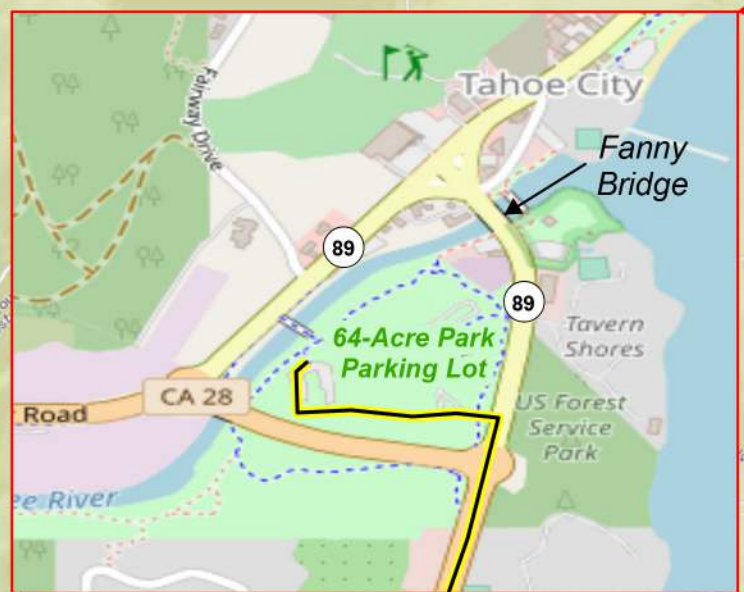 Tahoe City
Fairway Drive
Fanny
Bridge
89
89
64-Acre Park
Parking Lot
Tavern
Shores
CA 28
Road
US Forest
Service
Park
River